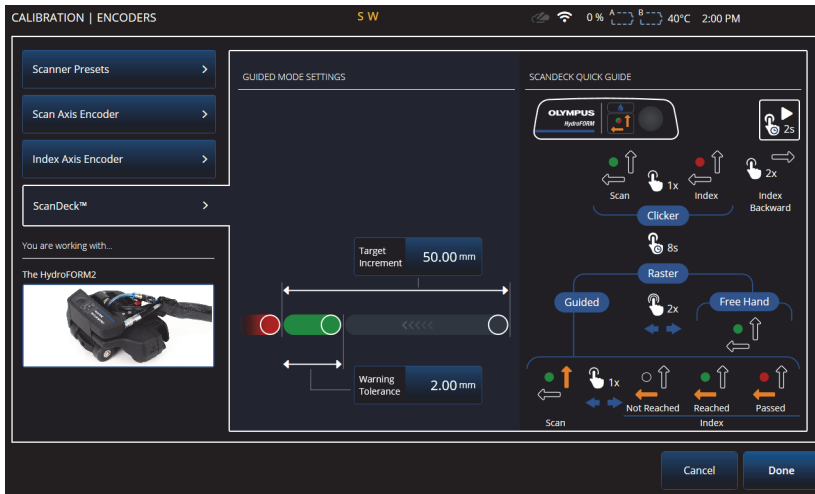 CALIBRATION | ENCODERS
S W
0 % A B 40°C 2:00 PM
Scanner Presets
Scan Axis Encoder
Index Axis Encoder
ScanDeck™
You are working with...
The HydroFORM2
GUIDED MODE SETTINGS
Target
Increment
50.00 mm
Warning
Tolerance
2.00 mm
SCANDECK QUICK GUIDE
OLYMPUS
HydroFORM
2s
Scan
1x
Index
2x
Index
Backward
Clicker
8s
Raster
Guided
2x
Free Hand
1x
Scan
Not Reached
Reached
Passed
Index
Cancel
Done